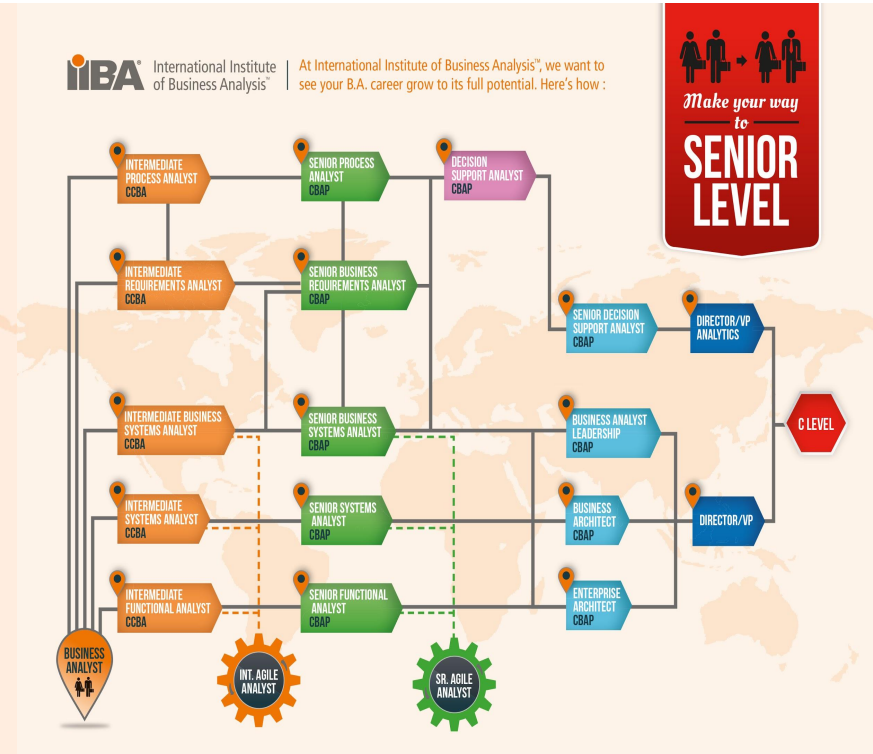 iiBA® International Institute
of Business Analysis™
At International Institute of Business Analysis™, we want to
see your B.A. career grow to its full potential. Here's how :
Make your way
to
SENIOR
LEVEL
INTERMEDIATE
PROCESS ANALYST
CCBA
SENIOR PROCESS
ANALYST
CBAP
DECISION
SUPPORT ANALYST
CBAP
INTERMEDIATE
REQUIREMENTS ANALYST
CCBA
SENIOR BUSINESS
REQUIREMENTS ANALYST
CBAP
SENIOR DECISION
SUPPORT ANALYST
CBAP
DIRECTOR/VP
ANALYTICS
INTERMEDIATE BUSINESS
SYSTEMS ANALYST
CCBA
SENIOR BUSINESS
SYSTEMS ANALYST
CBAP
BUSINESS ANALYST
LEADERSHIP
CBAP
C LEVEL
INTERMEDIATE
SYSTEMS ANALYST
CCBA
SENIOR SYSTEMS
ANALYST
CBAP
BUSINESS
ARCHITECT
CBAP
DIRECTOR/VP
INTERMEDIATE
FUNCTIONAL ANALYST
CCBA
SENIOR FUNCTIONAL
ANALYST
CBAP
ENTERPRISE
ARCHITECT
CBAP
BUSINESS
ANALYST
INT. AGILE
ANALYST
SR. AGILE
ANALYST